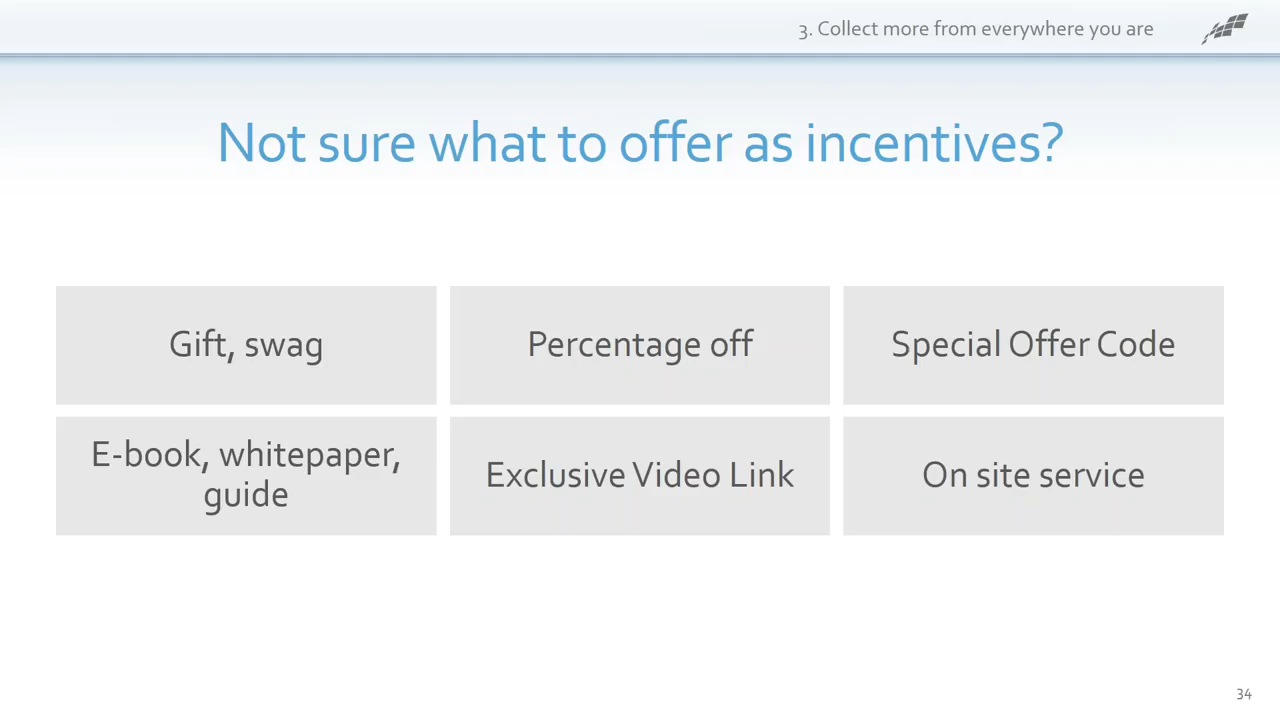 3. Collect more from everywhere you are
Not sure what to offer as incentives?
Gift, swag
Percentage off
Special Offer Code
E-book, whitepaper,
guide
Exclusive Video Link
On site service
34